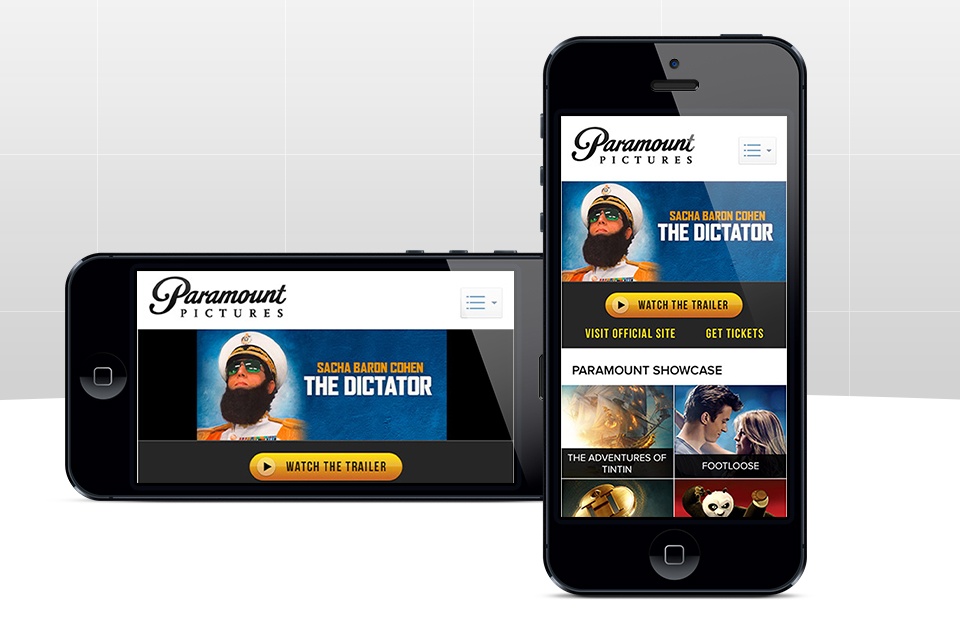 Paramount
PICTURES
SACHA BARON COHEN
THE DICTATOR
WATCH THE TRAILER
Paramount
PICTURES
SACHA BARON COHEN
THE DICTATOR
WATCH THE TRAILER
VISIT OFFICIAL SITE GET TICKETS
PARAMOUNT SHOWCASE
THE ADVENTURES OF
TINTIN
FOOTLOOSE